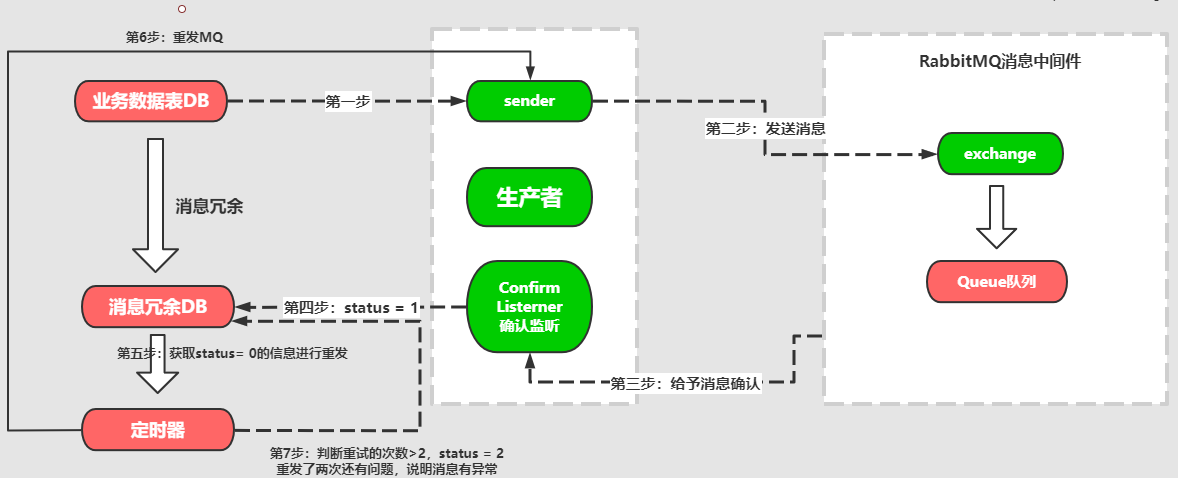 第6步：重发MQ
RabbitMQ消息中间件
业务数据表DB
第一步
sender
第二步：发送消息
exchange
生产者
消息冗余
Confirm
Listerner
确认监听
Queue队列
消息冗余DB
第四步：status = 1
第五步：获取status= 0的信息进行重发
第三步：给予消息确认
定时器
第7步：判断重试的次数>2，status = 2
重发了两次还有问题，说明消息有异常